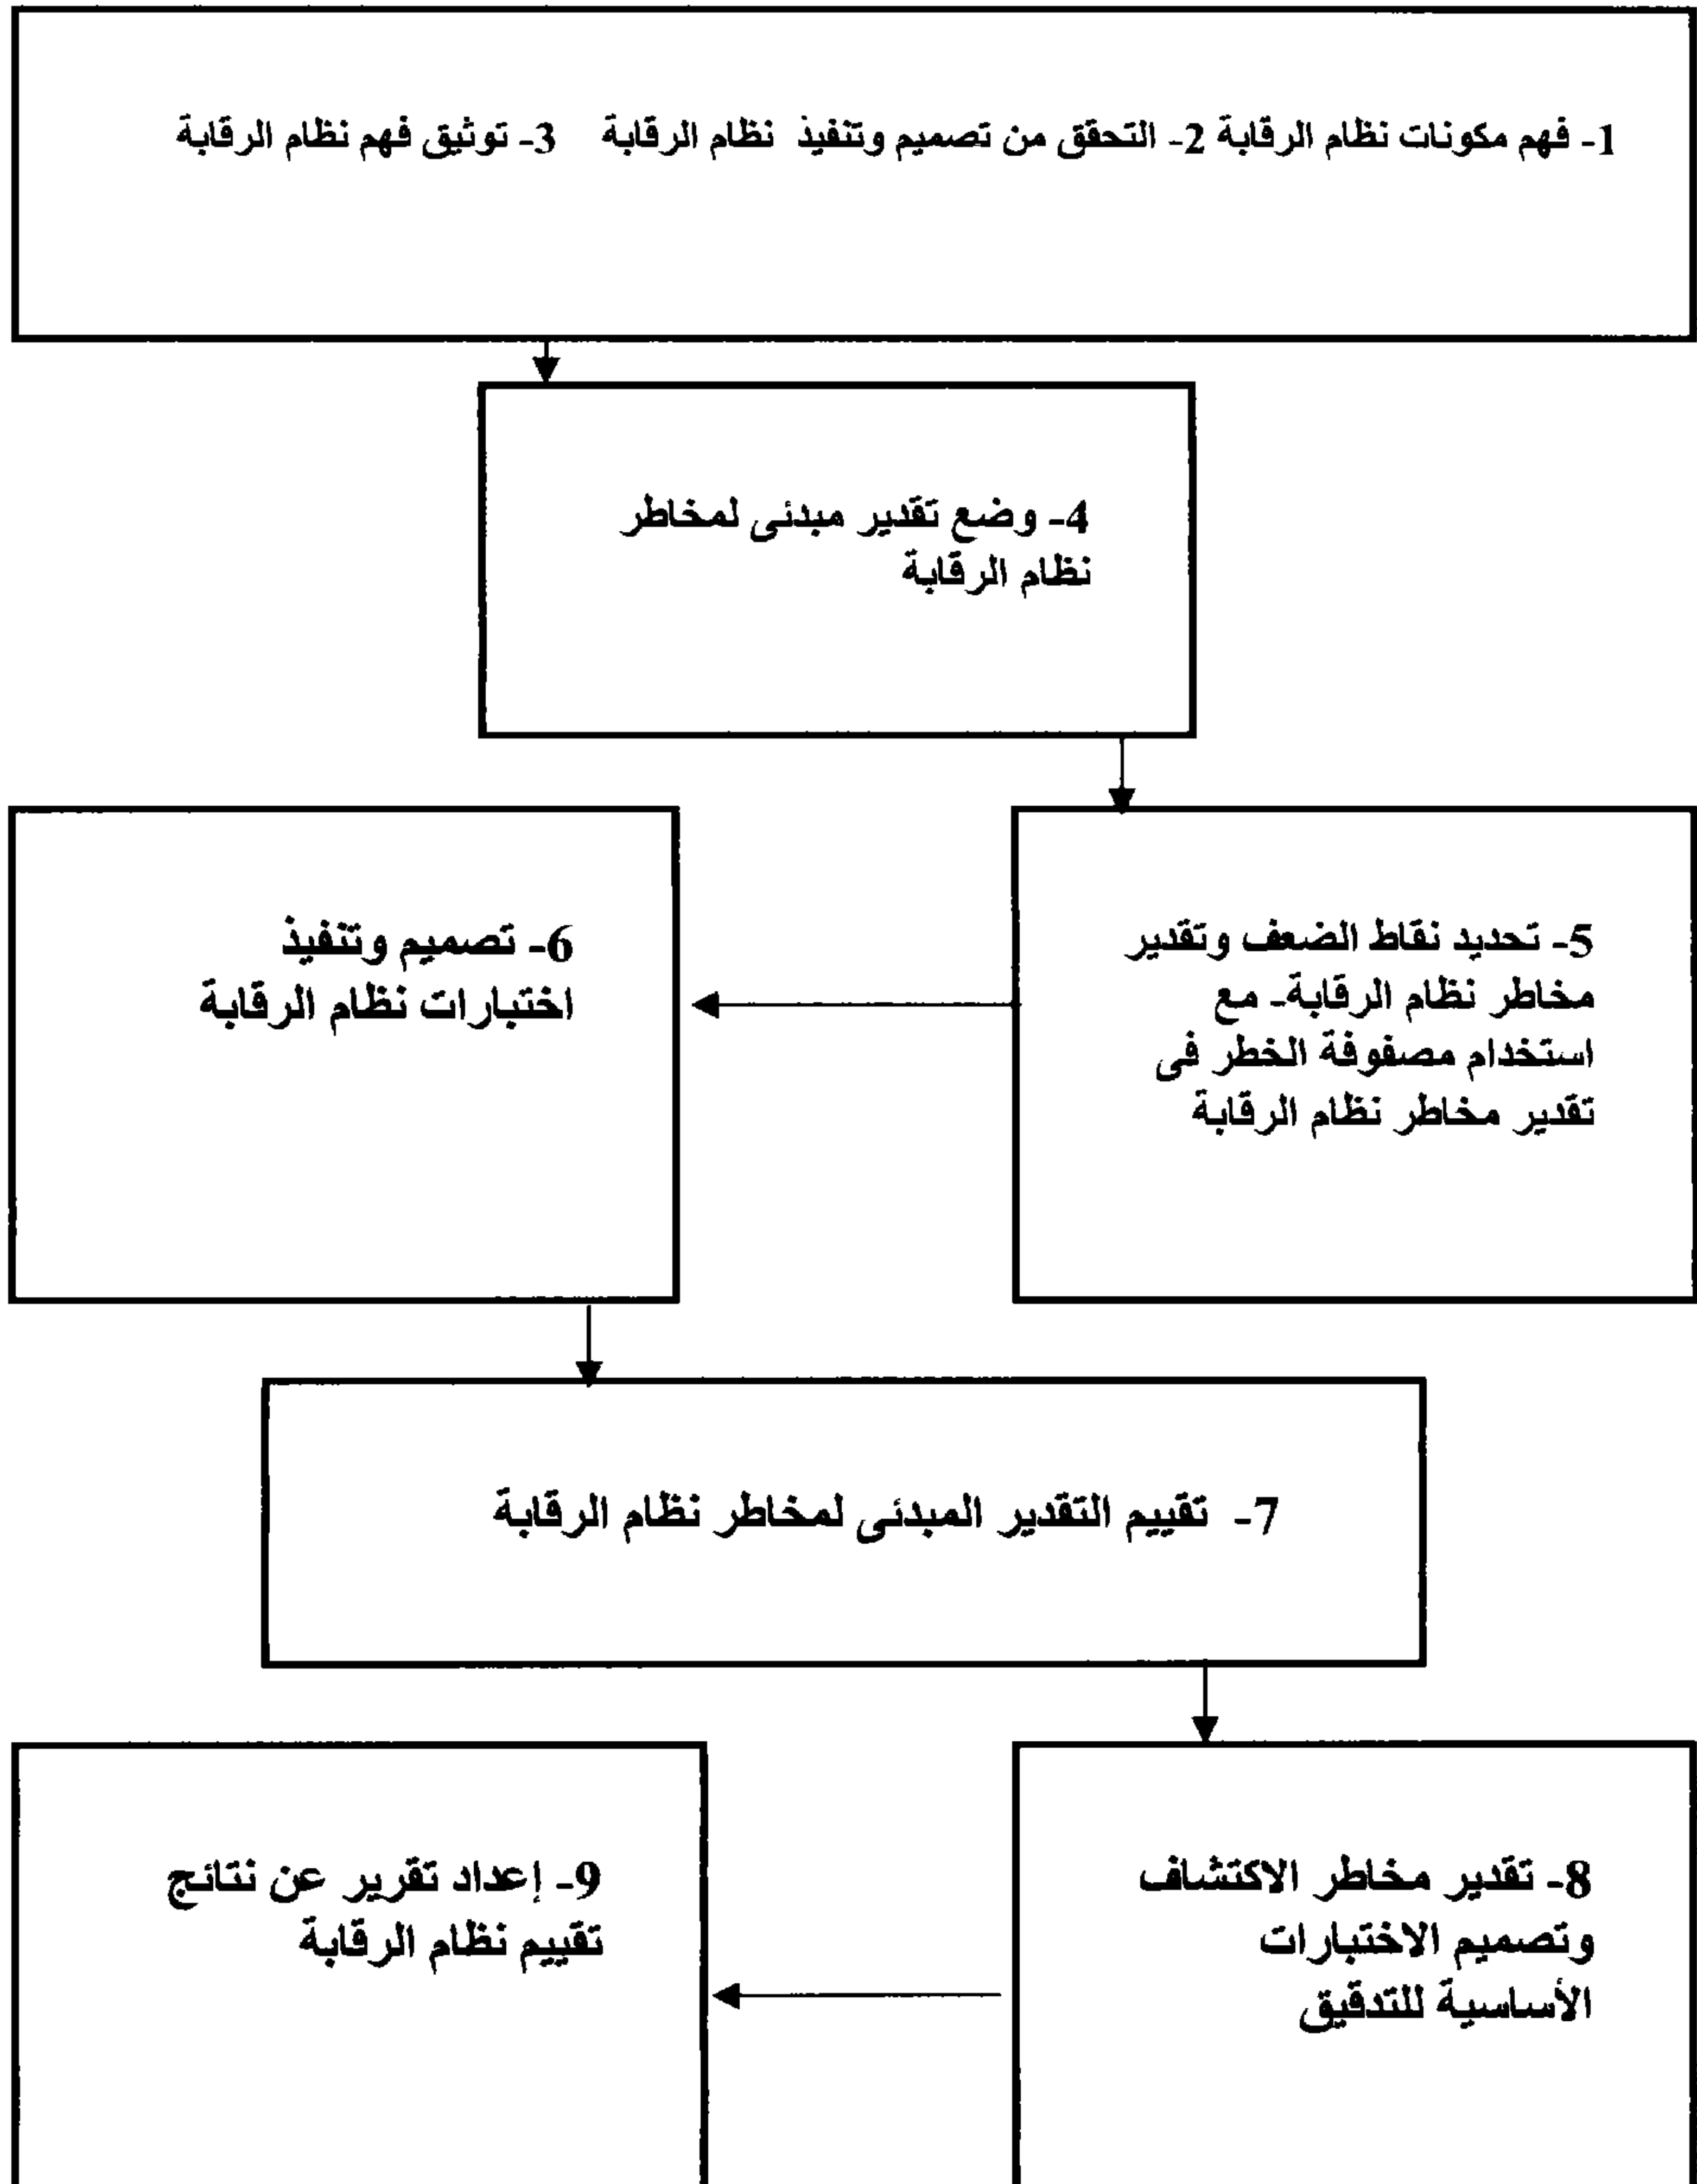 1- فهم مكونات نظام الرقابة 2- التحقق من تصميم وتنفيذ نظام الرقابة 3- توثيق فهم نظام الرقابة
4- وضع تقدير مبدئى لمخاطر
نظام الرقابة
5- تحديد نقاط الضعف وتقدير
مخاطر نظام الرقابة- مع
استخدام مصفوفة الخطر فى
تقدير مخاطر نظام الرقابة
6- تصميم وتنفيذ
اختبارات نظام الرقابة
7- تقييم التقدير المبدئى لمخاطر نظام الرقابة
8- تقدير مخاطر الاكتشاف
وتصميم الاختبارات
الأساسية للتدقيق
9- إعداد تقرير عن نتائج
تقييم نظام الرقابة